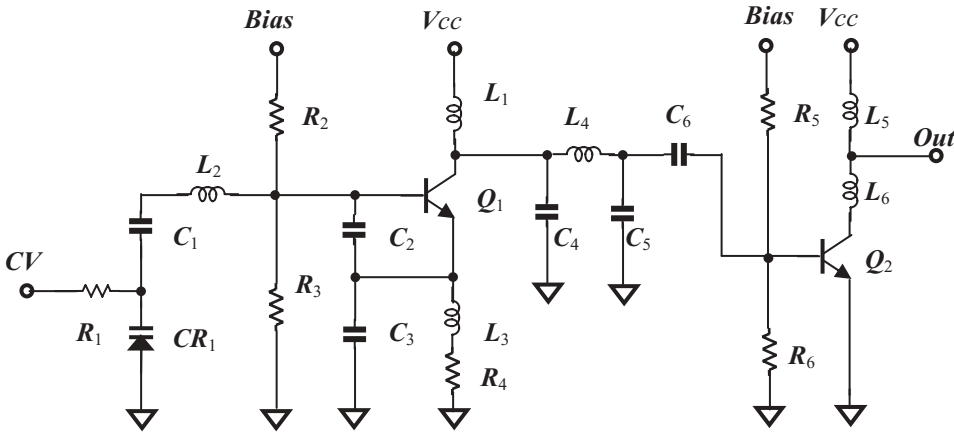 Bias
Vcc
Bias
Vcc
R2
L1
R5
L5
L4
C6
Out
L2
L6
Q1
C1
C2
C4
C5
Q2
CV
R3
R1
CR1
C3
L3
R4
R6